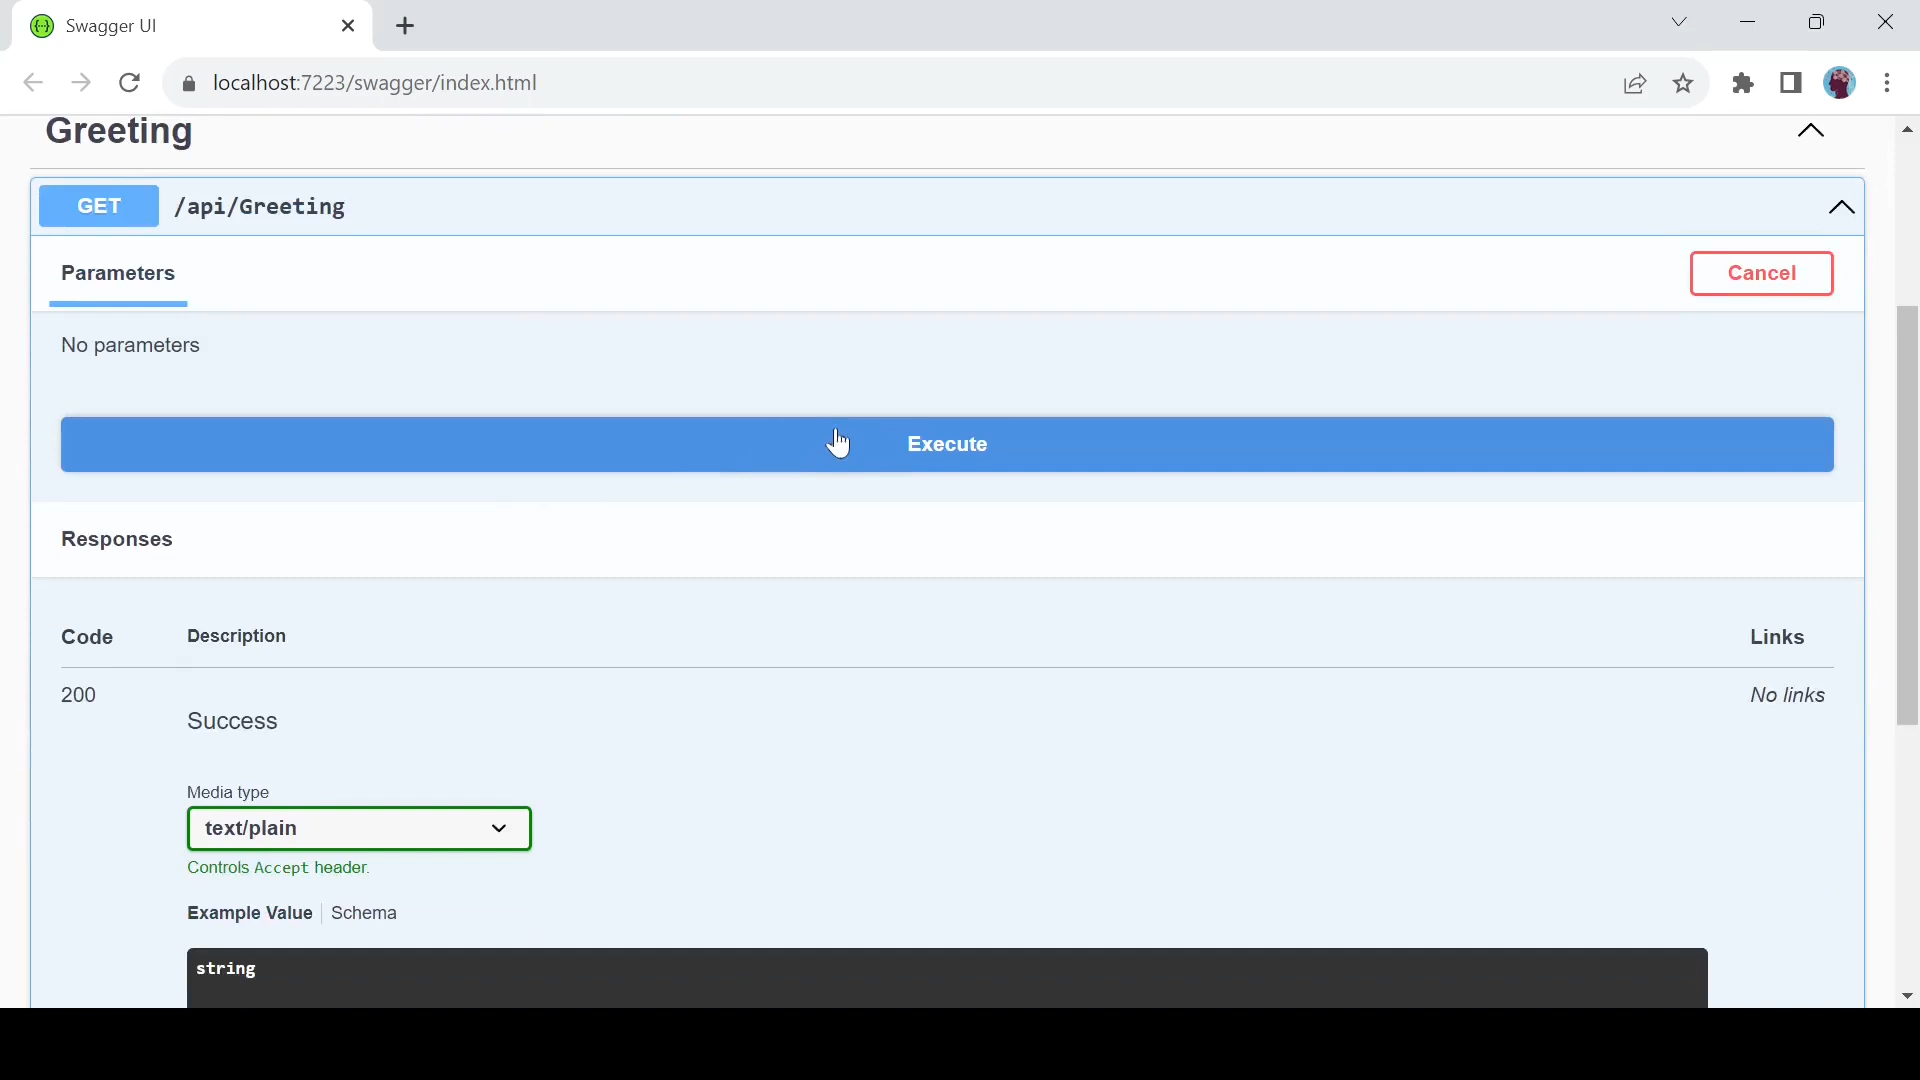 Swagger UI
localhost:7223/swagger/index.html
Greeting
GET /api/Greeting
Parameters Cancel
No parameters
Execute
Responses
Code Description Links
200 No links
Success
Media type
text/plain
Controls Accept header.
Example Value Schema
string